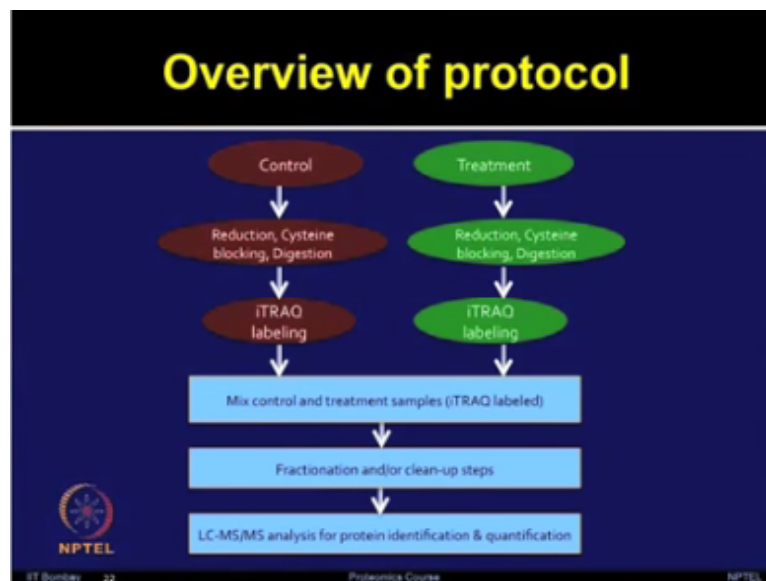 Overview of protocol
Control
Treatment
Reduction, Cysteine
blocking, Digestion
Reduction, Cysteine
blocking, Digestion
iTRAQ
labeling
iTRAQ
labeling
Mix control and treatment samples (iTRAQ labeled)
Fractionation and/or clean-up steps
LC-MS/MS analysis for protein identification & quantification
NPTEL
IIT Bombay 22 Proteomics Course NPTEL